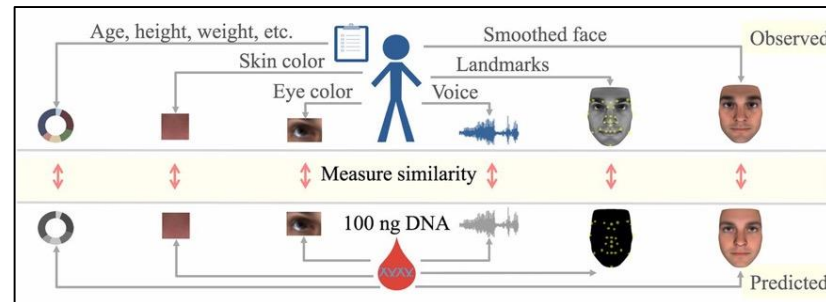 Age, height, weight, etc.
Smoothed face
Observed
Skin color
Landmarks
Eye color
Voice
Measure similarity
100 ng DNA
Predicted